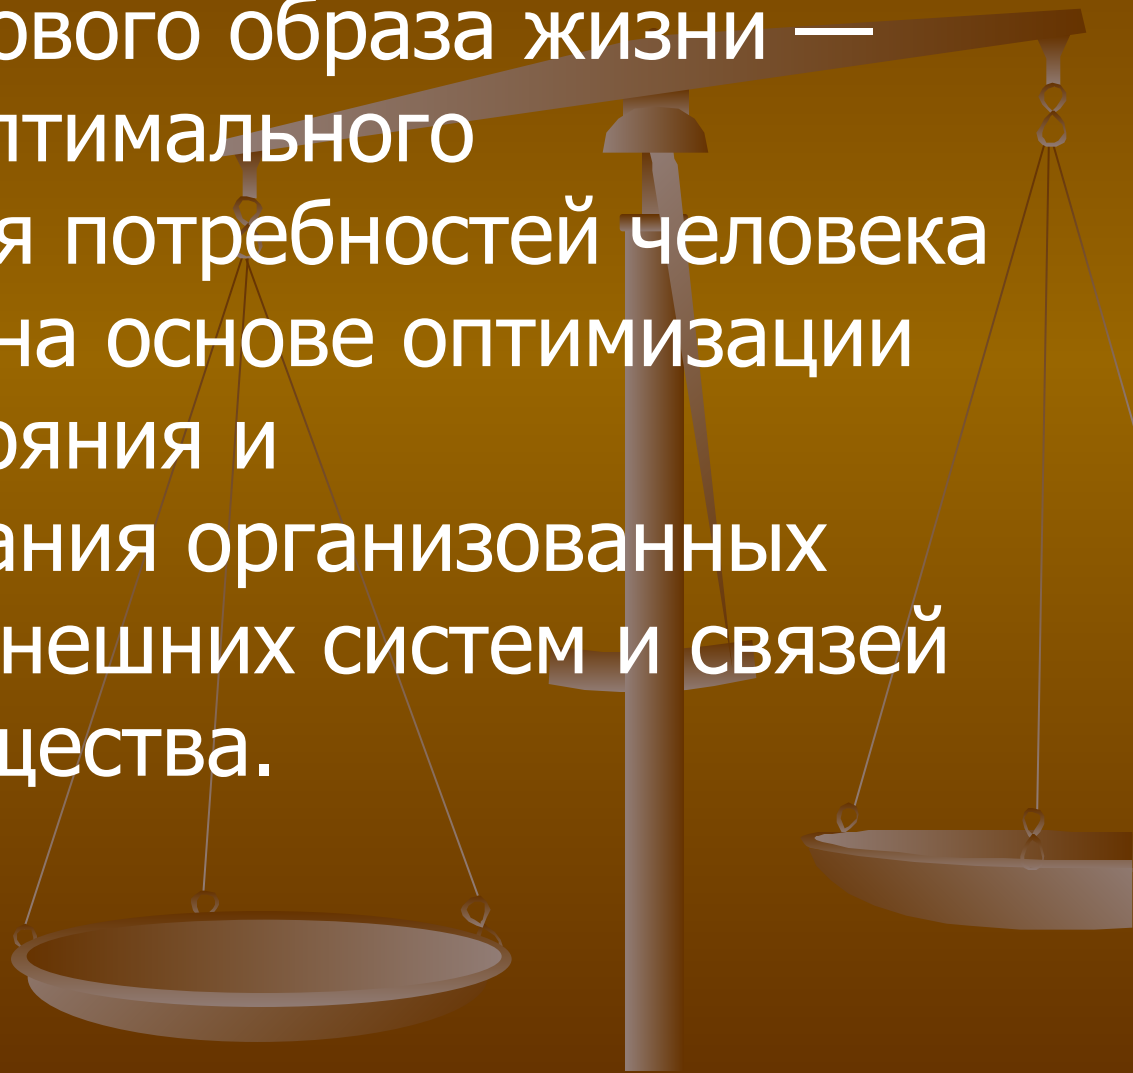 ового образа жизни —
птимального
я потребностей человека
на основе оптимизации
ояния и
ания организованных
нешних систем и связей
щества.